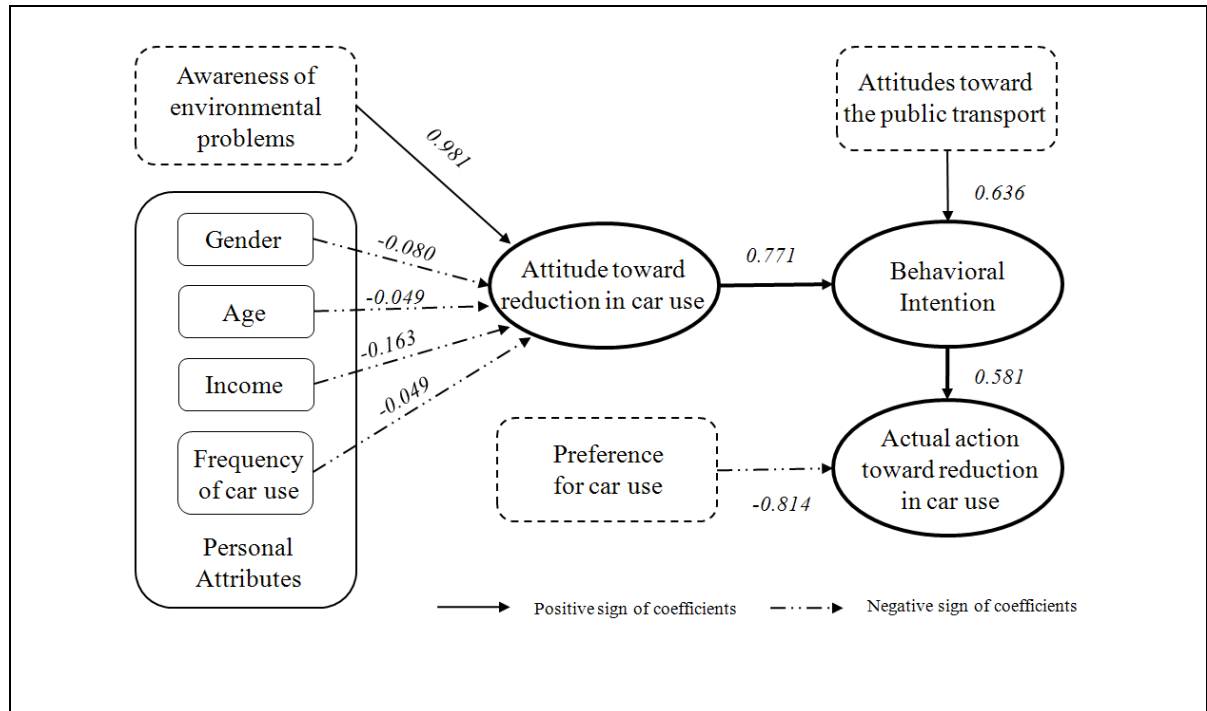 Awareness of
environmental
problems
0.981
Attitudes toward
the public transport
0.636
Gender
-0.080
Age
-0.049
Income
-0.163
Frequency
of car use
-0.049
Personal
Attributes
Attitude toward
reduction in car use
0.771
Behavioral
Intention
0.581
Preference
for car use
-0.814
Actual action
toward reduction
in car use
Positive sign of coefficients
Negative sign of coefficients